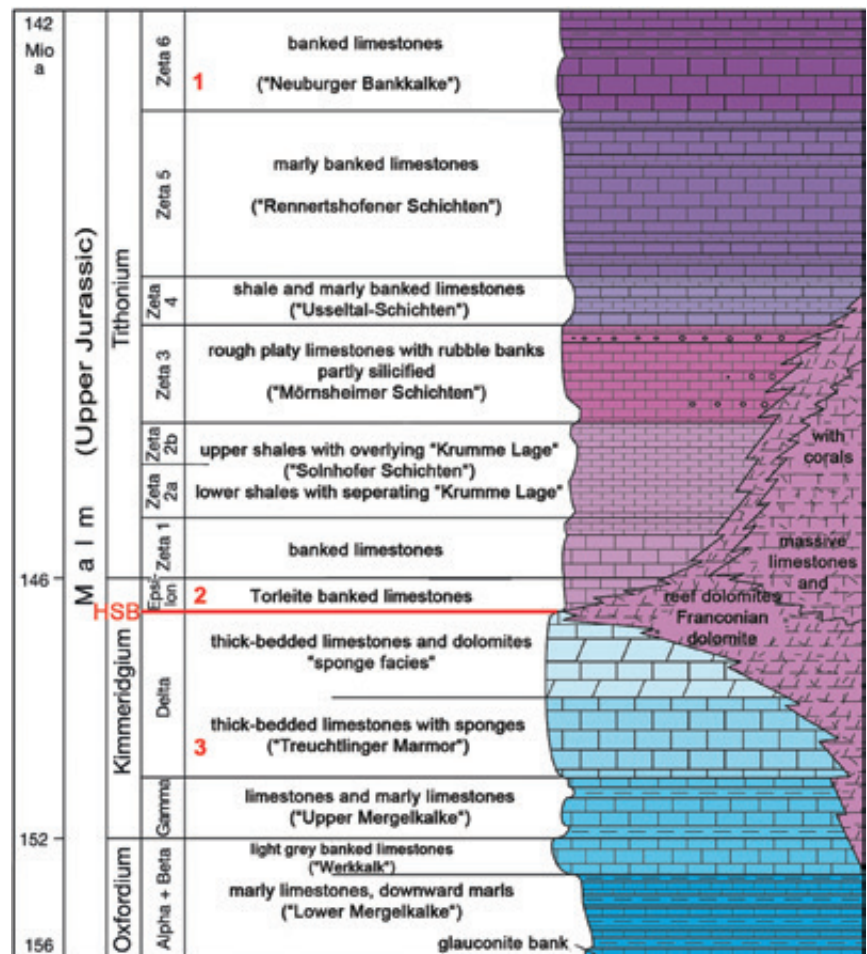 142
Mio
a
Malm (Upper Jurassic)
Tithonium
Zeta 6
1
banked limestones
("Neuburger Bankkalke")
Zeta 5
marly banked limestones
("Rennertshofener Schichten")
Zeta
4
shale and marly banked limestones
("Usseltal-Schichten")
Zeta 3
rough platy limestones with rubble banks
partly silicified
("Mörnsheimer Schichten")
Zeta
2b
upper shales with overlying "Krumme Lage"
("Solnhofer Schichten")
Zeta
2a
lower shales with seperating "Krumme Lage"
Zeta 1
banked limestones
with
corals
massive
limestones
and
reef dolomites
Franconian
dolomite
146
HSB
Kimmeridgium
Epsi-
lon
2
Torleite banked limestones
Delta
thick-bedded limestones and dolomites
"sponge facies"
3
thick-bedded limestones with sponges
("Treuchtlinger Marmor")
Gamma
limestones and marly limestones
("Upper Mergelkalke")
152
Oxfordium
Alpha + Beta
light grey banked limestones
("Werkkalk")
marly limestones, downward marls
("Lower Mergelkalke")
glauconite bank
156